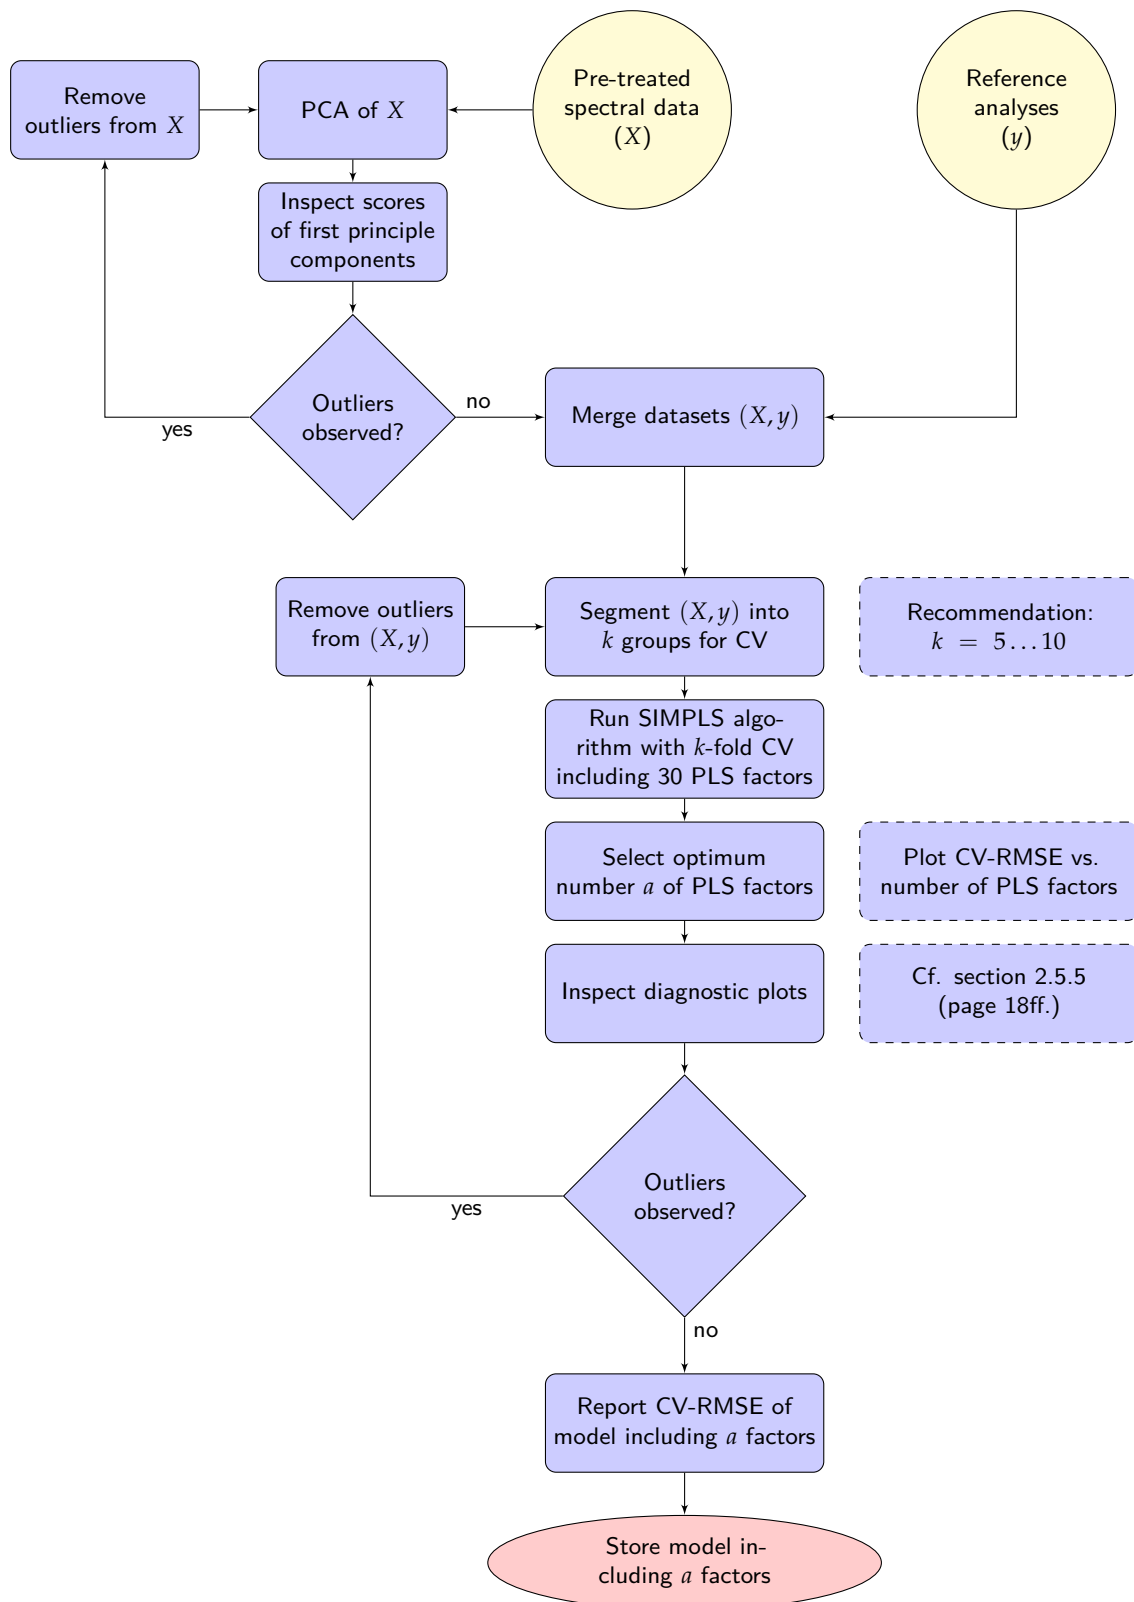 Remove
outliers from X
PCA of X
Pre-treated
spectral data
(X)
Reference
analyses
(y)
Inspect scores
of first principle
components
Outliers
observed?
yes
no
Merge datasets (X, y)
Remove outliers
from (X, y)
Segment (X, y) into
k groups for CV
Recommendation:
k = 5 . . . 10
Run SIMPLS algo-
rithm with k-fold CV
including 30 PLS factors
Select optimum
number a of PLS factors
Plot CV-RMSE vs.
number of PLS factors
Inspect diagnostic plots
Cf. section 2.5.5
(page 18ff.)
Outliers
observed?
yes
no
Report CV-RMSE of
model including a factors
Store model in-
cluding a factors